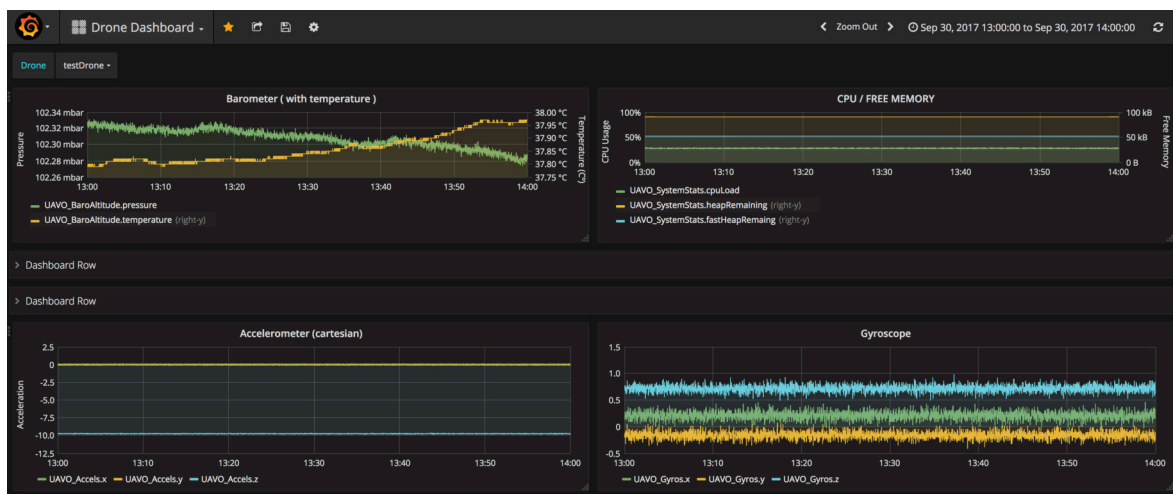 Drone Dashboard
Zoom Out
Sep 30, 2017 13:00:00 to Sep 30, 2017 14:00:00
Drone
testDrone
Barometer ( with temperature )
102.34 mbar
102.32 mbar
102.30 mbar
102.28 mbar
102.26 mbar
Pressure
38.00 °C
37.95 °C
37.90 °C
37.85 °C
37.80 °C
37.75 °C
Temperature (Cº)
13:00 13:10 13:20 13:30 13:40 13:50 14:00
UAVO_BaroAltitude.pressure
UAVO_BaroAltitude.temperature (right-y)
CPU / FREE MEMORY
100%
50%
0%
CPU Usage
100 kB
50 kB
0 B
Free Memory
13:00 13:10 13:20 13:30 13:40 13:50 14:00
UAVO_SystemStats.cpuLoad
UAVO_SystemStats.heapRemaining (right-y)
UAVO_SystemStats.fastHeapRemaing (right-y)
Dashboard Row
Dashboard Row
Accelerometer (cartesian)
2.5
0
-2.5
-5.0
-7.5
-10.0
-12.5
Acceleration
13:00 13:10 13:20 13:30 13:40 13:50 14:00
UAVO_Accels.x UAVO_Accels.y UAVO_Accels.z
Gyroscope
1.5
1.0
0.5
0
-0.5
13:00 13:10 13:20 13:30 13:40 13:50 14:00
UAVO_Gyros.x UAVO_Gyros.y UAVO_Gyros.z